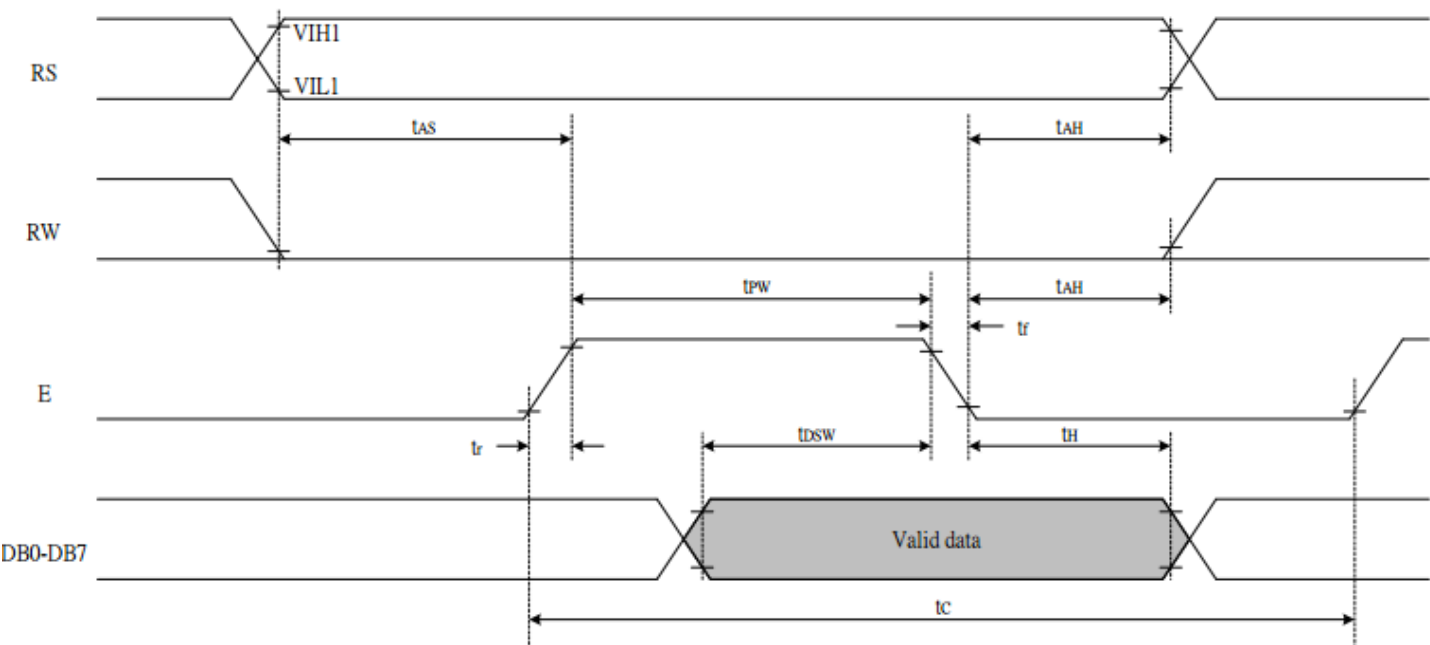 VIH1
RS
VIL1
tAS
tAH
RW
tPW
tAH
tf
E
tr
tDSW
tH
Valid data
DB0-DB7
tC